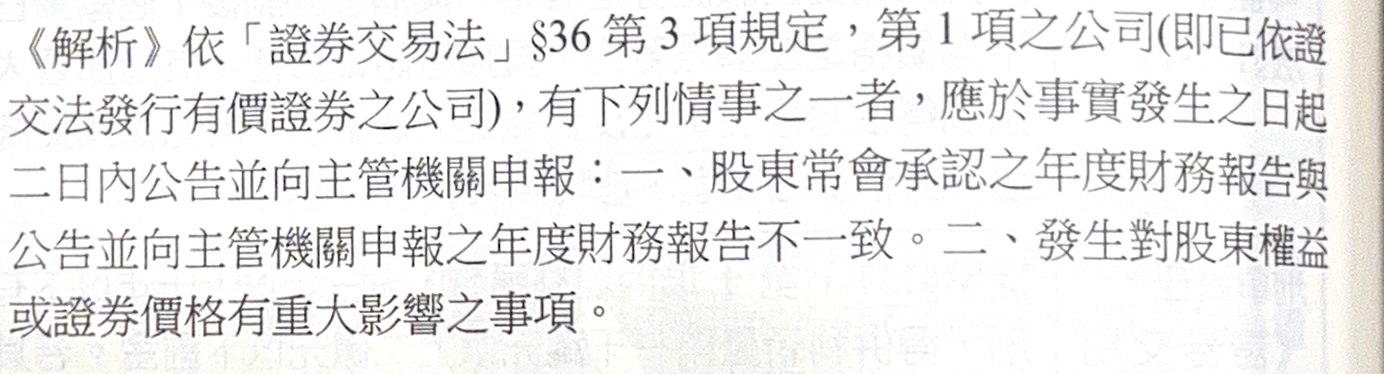 《解析》依「證券交易法」§36 第 3 項規定，第 1 項之公司(即已依證
交法發行有價證券之公司)，有下列情事之一者，應於事實發生之日起
二日內公告並向主管機關申報：一、股東常會承認之年度財務報告與
公告並向主管機關申報之年度財務報告不一致。二、發生對股東權益
或證券價格有重大影響之事項。